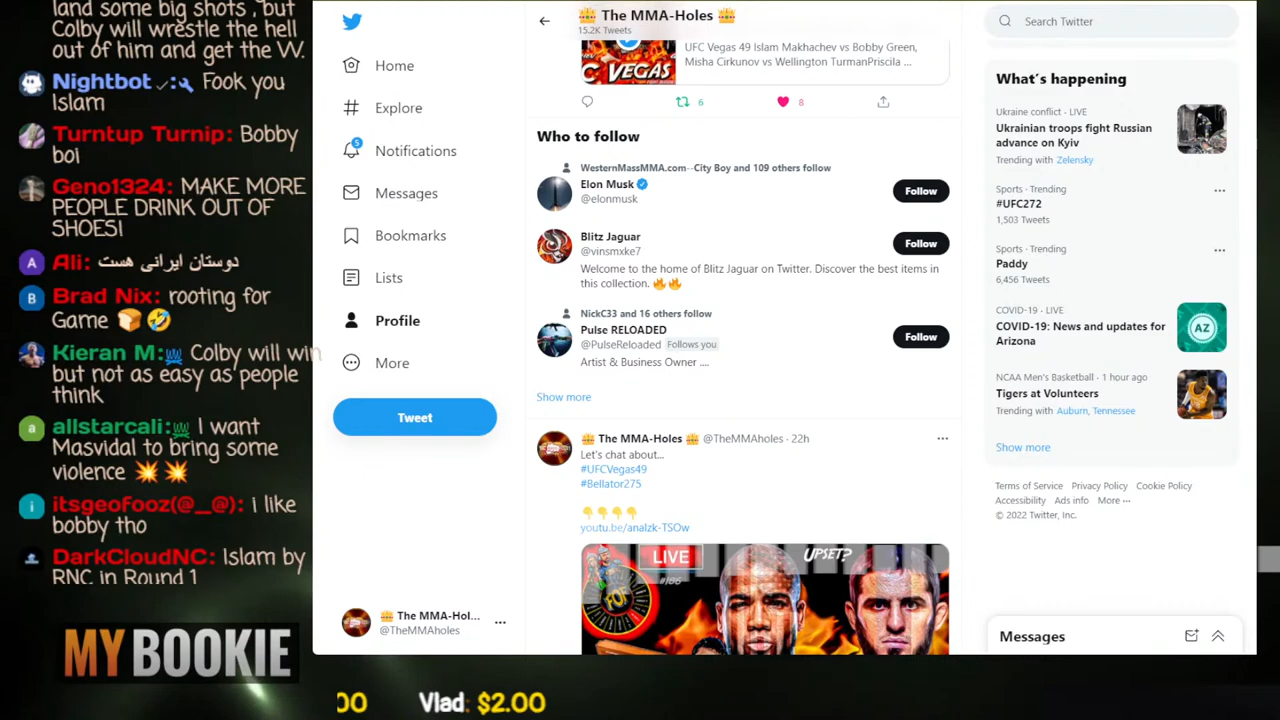 land some big shots , but
Colby will wrestle the hell
out of him and get the W.
Nightbot: Fook you
Islam
Turntup Turnip: Bobby
boi
Geno1324: MAKE MORE
PEOPLE DRINK OUT OF
SHOES!
A Ali: دوستان ایرانی هست
B Brad Nix: rooting for
Game 🍞🤣
Kieran M: Colby will win
but not as easy as people
think
a allstarcali: I want
Masvidal to bring some
violence 💥💥
i itsgeofooz(@__@): i like
bobby tho
DarkCloudNC: Islam by
RNC in Round 1
MYBOOKIE
Home
Explore
5
Notifications
Messages
Bookmarks
Lists
Profile
More
Tweet
👑 The MMA-Hol...
@TheMMAholes
👑 The MMA-Holes 👑
15.2K Tweets
C VEGAS
UFC Vegas 49 Islam Makhachev vs Bobby Green,
Misha Cirkunov vs Wellington TurmanPriscila ...
6
8
Who to follow
WesternMassMMA.com--City Boy and 109 others follow
Elon Musk
@elonmusk
Follow
Blitz Jaguar
@vinsmxke7
Follow
Welcome to the home of Blitz Jaguar on Twitter. Discover the best items in
this collection. 🔥🔥
NickC33 and 16 others follow
Pulse RELOADED
@PulseReloaded Follows you
Follow
Artist & Business Owner ....
Show more
👑 The MMA-Holes 👑 @TheMMAholes · 22h
Let's chat about...
#UFCVegas49
#Bellator275
👇👇👇👇
youtu.be/analzk-TSOw
LIVE
#186
UPSET?
FOF
Search Twitter
What's happening
Ukraine conflict · LIVE
Ukrainian troops fight Russian
advance on Kyiv
Trending with Zelensky
Sports · Trending
#UFC272
1,503 Tweets
Sports · Trending
Paddy
6,456 Tweets
COVID-19 · LIVE
COVID-19: News and updates for
Arizona
AZ
NCAA Men's Basketball · 1 hour ago
Tigers at Volunteers
Trending with Auburn, Tennessee
Show more
Terms of Service Privacy Policy Cookie Policy
Accessibility Ads info More ···
© 2022 Twitter, Inc.
Messages
00 Vlad: $2.00